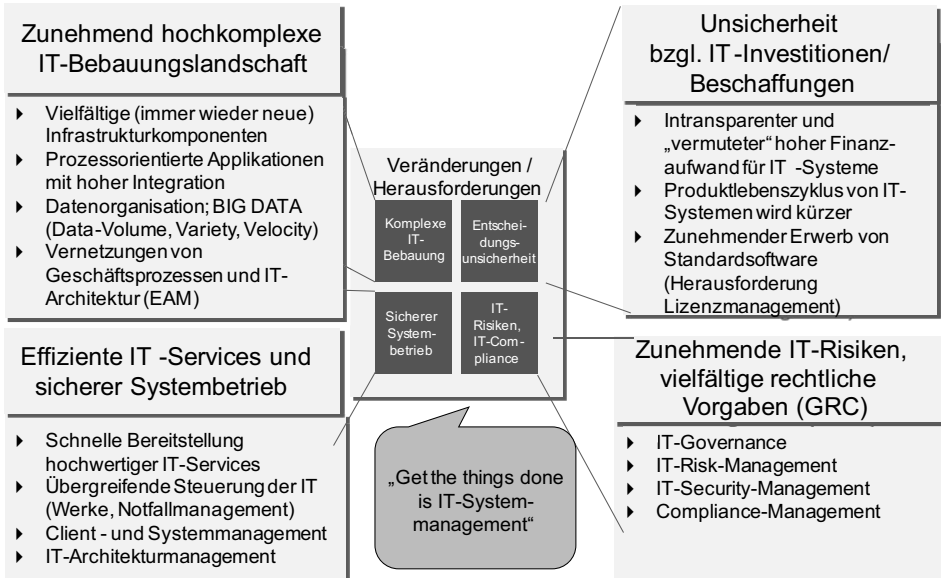 Zunehmend hochkomplexe
IT-Bebauungslandschaft
Vielfältige (immer wieder neue)
Infrastrukturkomponenten
Prozessorientierte Applikationen
mit hoher Integration
Datenorganisation; BIG DATA
(Data-Volume, Variety, Velocity)
Vernetzungen von
Geschäftsprozessen und IT-
Architektur (EAM)
Unsicherheit
bzgl. IT-Investitionen/
Beschaffungen
Intransparenter und
„vermuteter“ hoher Finanz-
aufwand für IT -Systeme
Produktlebenszyklus von IT-
Systemen wird kürzer
Zunehmender Erwerb von
Standardsoftware
(Herausforderung
Lizenzmanagement)
Veränderungen /
Herausforderungen
Komplexe
IT-
Bebauung
Entschei-
dungs-
unsicherheit
Sicherer
System-
betrieb
IT-
Risiken,
IT-Com-
pliance
Effiziente IT -Services und
sicherer Systembetrieb
Schnelle Bereitstellung
hochwertiger IT-Services
Übergreifende Steuerung der IT
(Werke, Notfallmanagement)
Client - und Systemmanagement
IT-Architekturmanagement
„Get the things done
is IT-System-
management“
Zunehmende IT-Risiken,
vielfältige rechtliche
Vorgaben (GRC)
IT-Governance
IT-Risk-Management
IT-Security-Management
Compliance-Management